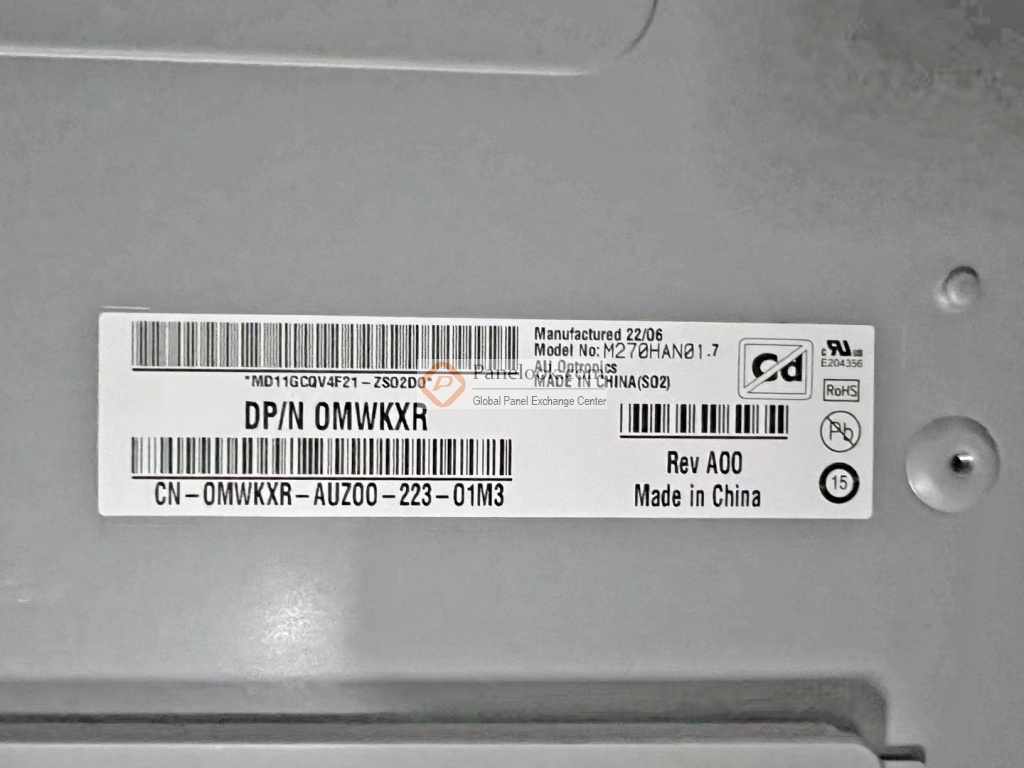 Manufactured 22/06
Model No: M270HAN01.7
AU Optronics
MADE IN CHINA(S02)
*MD11GCQV4F21-ZS02D0*
DP/N 0MWKXR
CN-0MWKXR-AUZ00-223-01M3
Rev A00
Made in China
Cd
c RU us
E204356
RoHS
Pb
15
Panelook.com
Global Panel Exchange Center